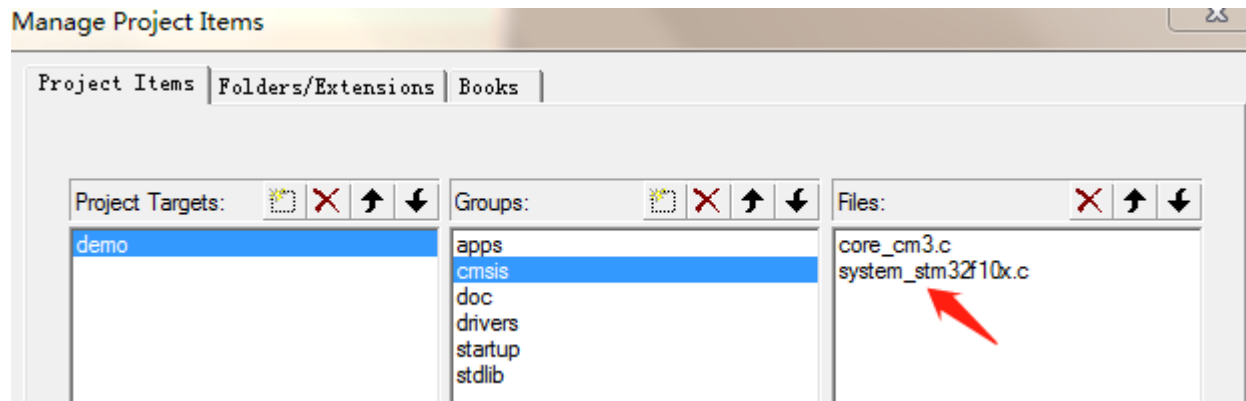 Manage Project Items
Project Items Folders/Extensions Books
Project Targets: Groups: Files:
demo apps core_cm3.c
cmsis system_stm32f10x.c
doc
drivers
startup
stdlib